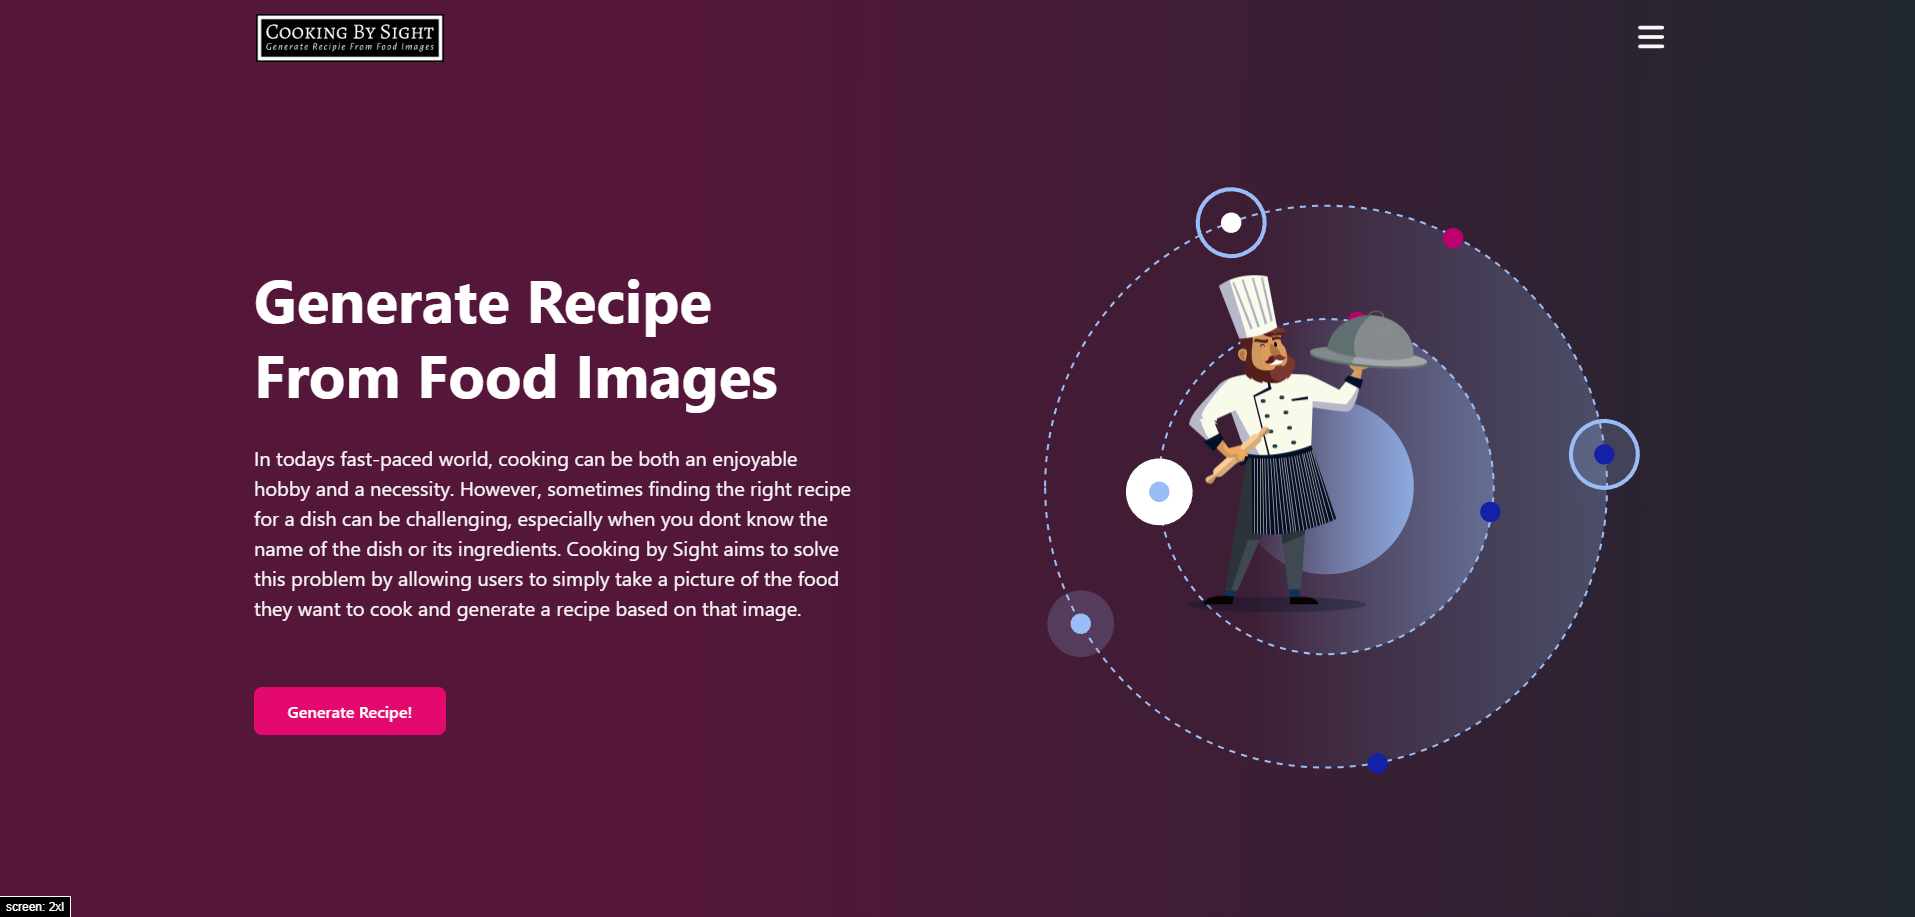 Cooking By Sight
Generate Recipie From Food Images
Generate Recipe
From Food Images
In todays fast-paced world, cooking can be both an enjoyable
hobby and a necessity. However, sometimes finding the right recipe
for a dish can be challenging, especially when you dont know the
name of the dish or its ingredients. Cooking by Sight aims to solve
this problem by allowing users to simply take a picture of the food
they want to cook and generate a recipe based on that image.
Generate Recipe!
screen: 2xl